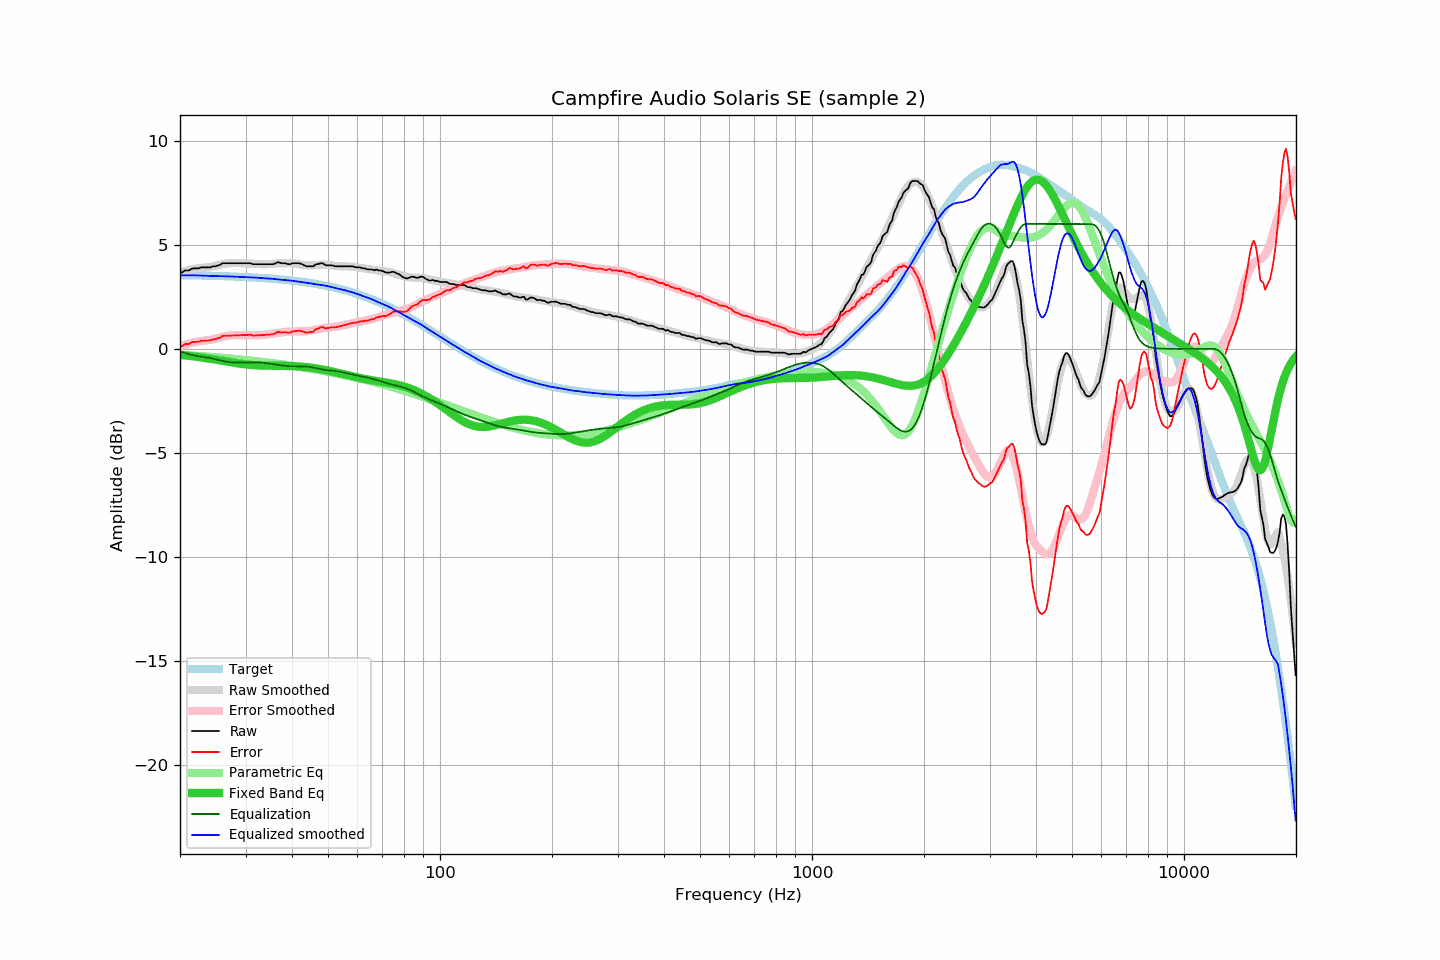 Campfire Audio Solaris SE (sample 2)
10
5
0
−5
−10
−15
−20
Amplitude (dBr)
Target
Raw Smoothed
Error Smoothed
Raw
Error
Parametric Eq
Fixed Band Eq
Equalization
Equalized smoothed
100
1000
10000
Frequency (Hz)